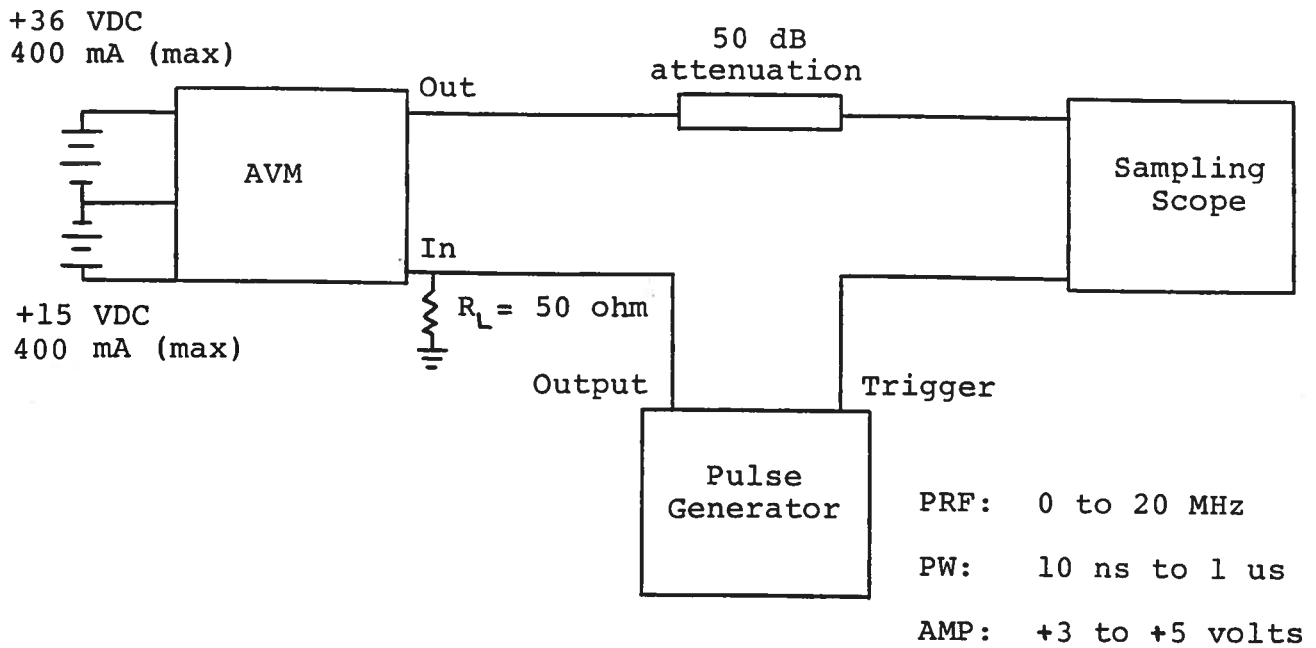 +36 VDC
400 mA (max)
50 dB
attenuation
Out
AVM
Sampling
Scope
In
R_L = 50 ohm
+15 VDC
400 mA (max)
Output
Trigger
Pulse
Generator
PRF: 0 to 20 MHz
PW: 10 ns to 1 us
AMP: +3 to +5 volts